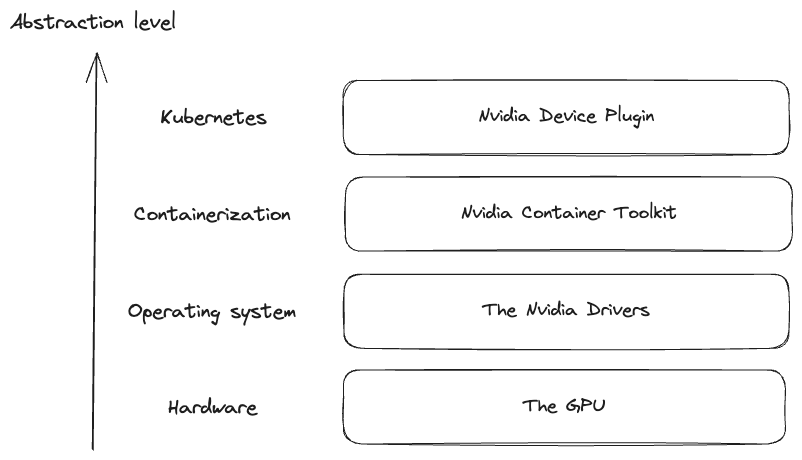 Abstraction level
Kubernetes
Nvidia Device Plugin
Containerization
Nvidia Container Toolkit
Operating system
The Nvidia Drivers
Hardware
The GPU